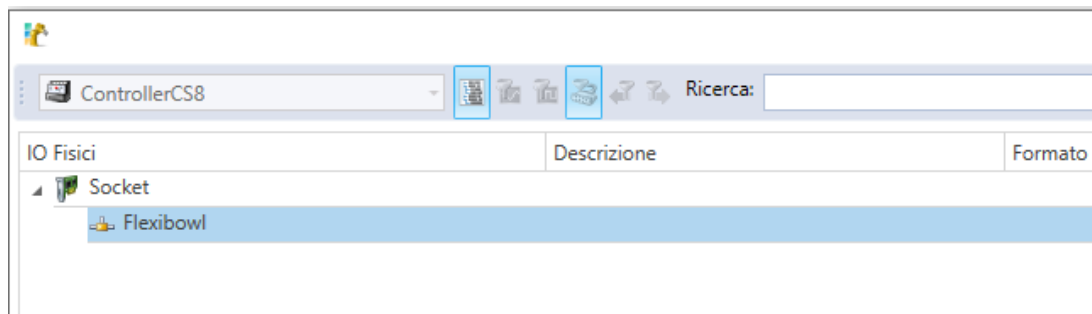 ControllerCS8 Ricerca:
IO Fisici Descrizione Formato
Socket
Flexibowl